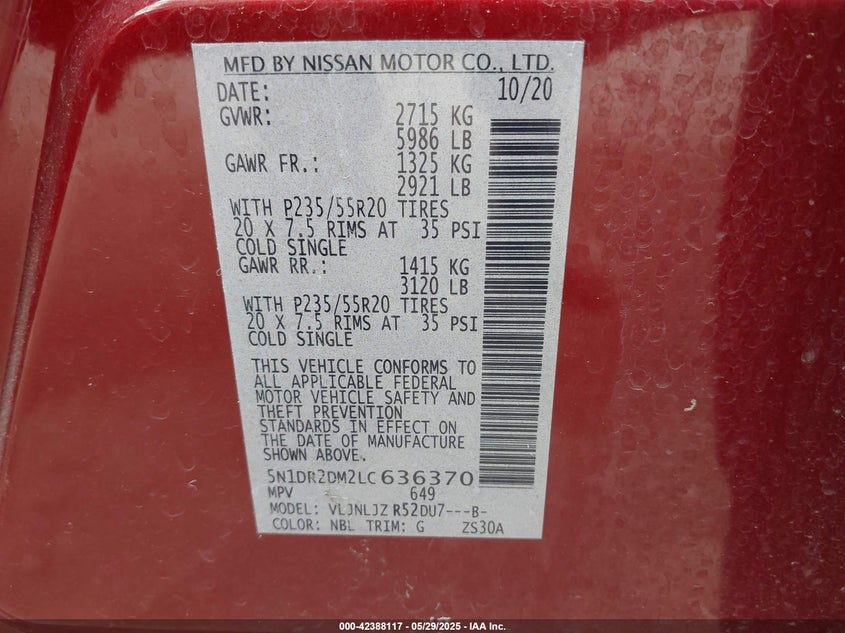 MFD BY NISSAN MOTOR CO., LTD.
DATE: 10/20
GVWR: 2715 KG
5986 LB
GAWR FR.: 1325 KG
2921 LB
WITH P235/55R20 TIRES
20 X 7.5 RIMS AT 35 PSI
COLD SINGLE
GAWR RR.: 1415 KG
3120 LB
WITH P235/55R20 TIRES
20 X 7.5 RIMS AT 35 PSI
COLD SINGLE
THIS VEHICLE CONFORMS TO
ALL APPLICABLE FEDERAL
MOTOR VEHICLE SAFETY AND
THEFT PREVENTION
STANDARDS IN EFFECT ON
THE DATE OF MANUFACTURE
SHOWN ABOVE.
5N1DR2DM2LC636370
MPV 649
MODEL: VLJNLJZ R52DU7---B-
COLOR: NBL TRIM: G ZS30A
000-42388117 — 05/29/2025 — IAA Inc.